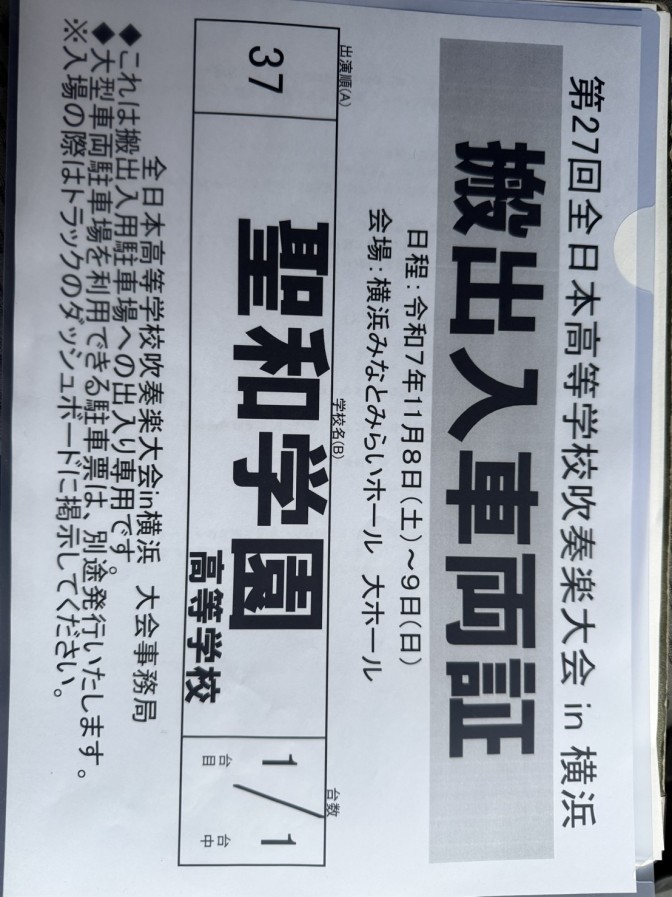 第27回全日本高等学校吹奏楽大会 in 横浜
搬出入車両証
日程:令和7年11月8日(土)～9日(日)
会場:横浜みなとみらいホール 大ホール
出演順(A)
学校名(B)
台数
37
聖和学園
高等学校
1
台目
/
1
台中
全日本高等学校吹奏楽大会in横浜 大会事務局
◆これは搬出入用駐車場への出入り専用です。
◆大型車両駐車場を利用できる駐車票は、別途発行いたします。
※入場の際はトラックのダッシュボードに掲示してください。